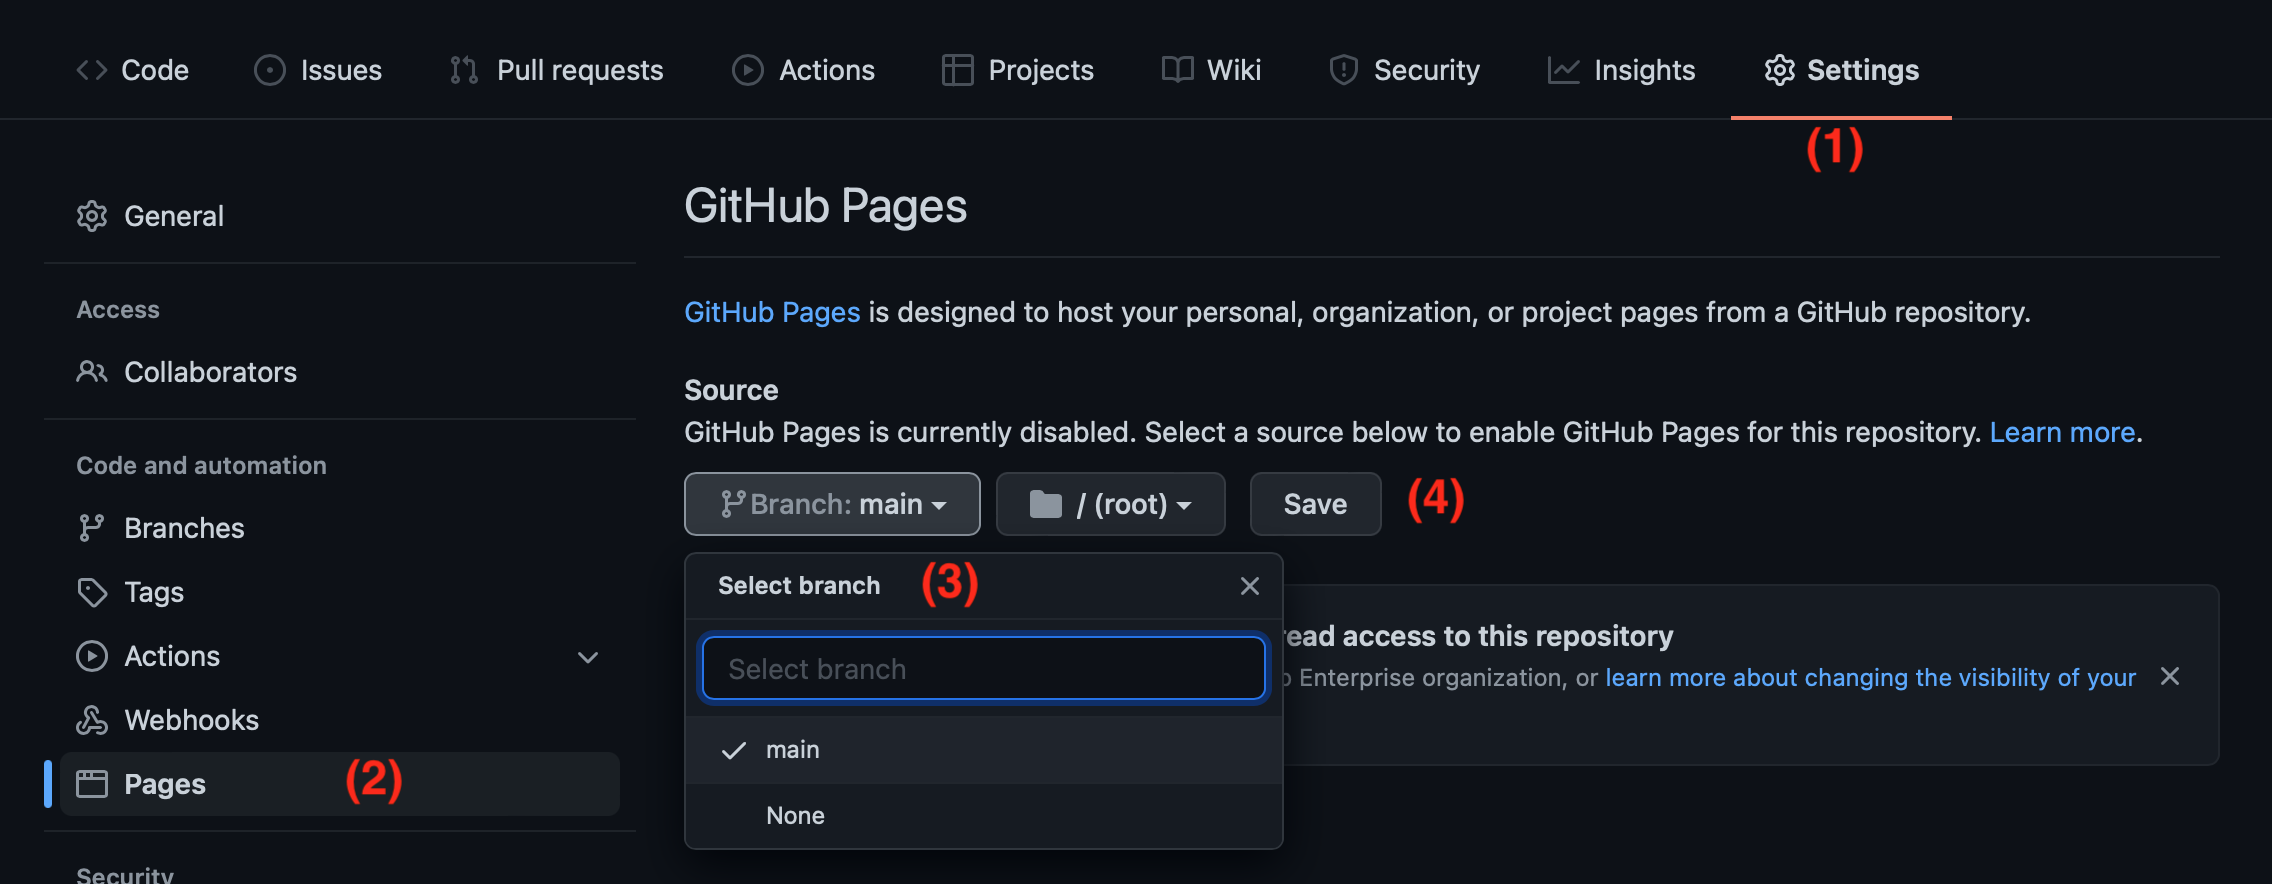 Code Issues Pull requests Actions Projects Wiki Security Insights Settings
(1)
General
Access
Collaborators
Code and automation
Branches
Tags
Actions
Webhooks
Pages (2)
Security
GitHub Pages
GitHub Pages is designed to host your personal, organization, or project pages from a GitHub repository.
Source
GitHub Pages is currently disabled. Select a source below to enable GitHub Pages for this repository. Learn more.
Branch: main / (root) Save (4)
Select branch (3)
Select branch
main
None
read access to this repository
Enterprise organization, or learn more about changing the visibility of your